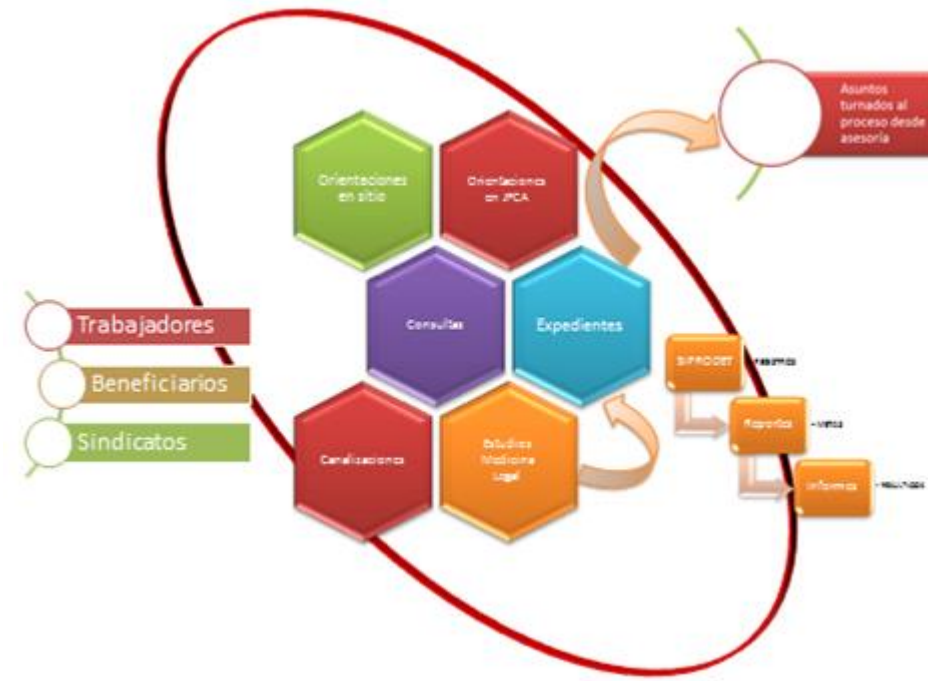 Asuntos
turnados al
proceso desde
asesoría
Orientaciones
en sitio
Orientaciones
en JFCA
Consultas
Expedientes
Trabajadores
Beneficiarios
Sindicatos
Canalizaciones
Estudios
Medicina
Legal
SIPRODET
Reportes
Informes